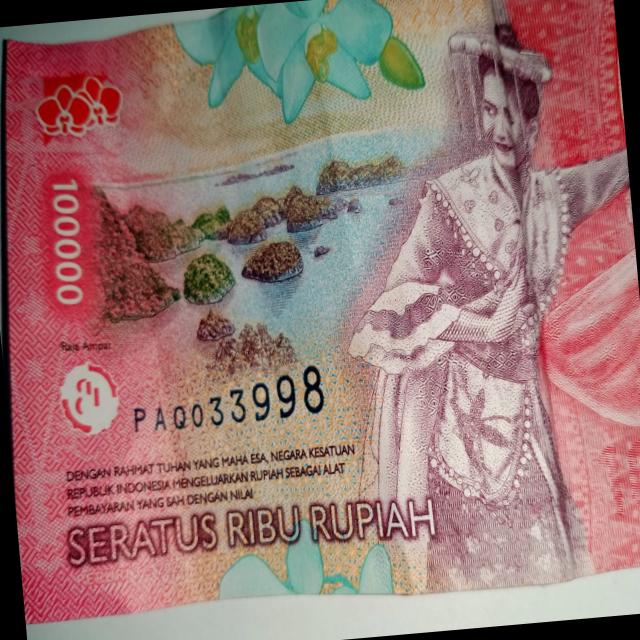 100000
Raja Ampat
PAQ033998
DENGAN RAHMAT TUHAN YANG MAHA ESA, NEGARA KESATUAN
REPUBLIK INDONESIA MENGELUARKAN RUPIAH SEBAGAI ALAT
PEMBAYARAN YANG SAH DENGAN NILAI
SERATUS RIBU RUPIAH